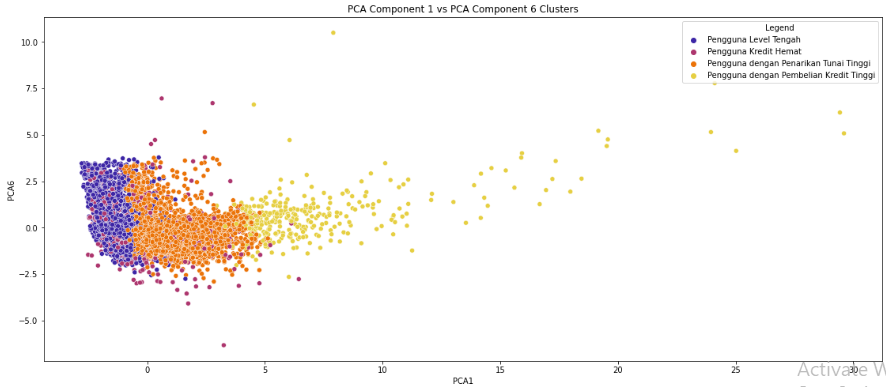 PCA Component 1 vs PCA Component 6 Clusters
Legend
Pengguna Level Tengah
Pengguna Kredit Hemat
Pengguna dengan Penarikan Tunai Tinggi
Pengguna dengan Pembelian Kredit Tinggi
10.0
7.5
5.0
2.5
0.0
−2.5
−5.0
PCA6
0 5 10 15 20 25 30
PCA1
Activate W